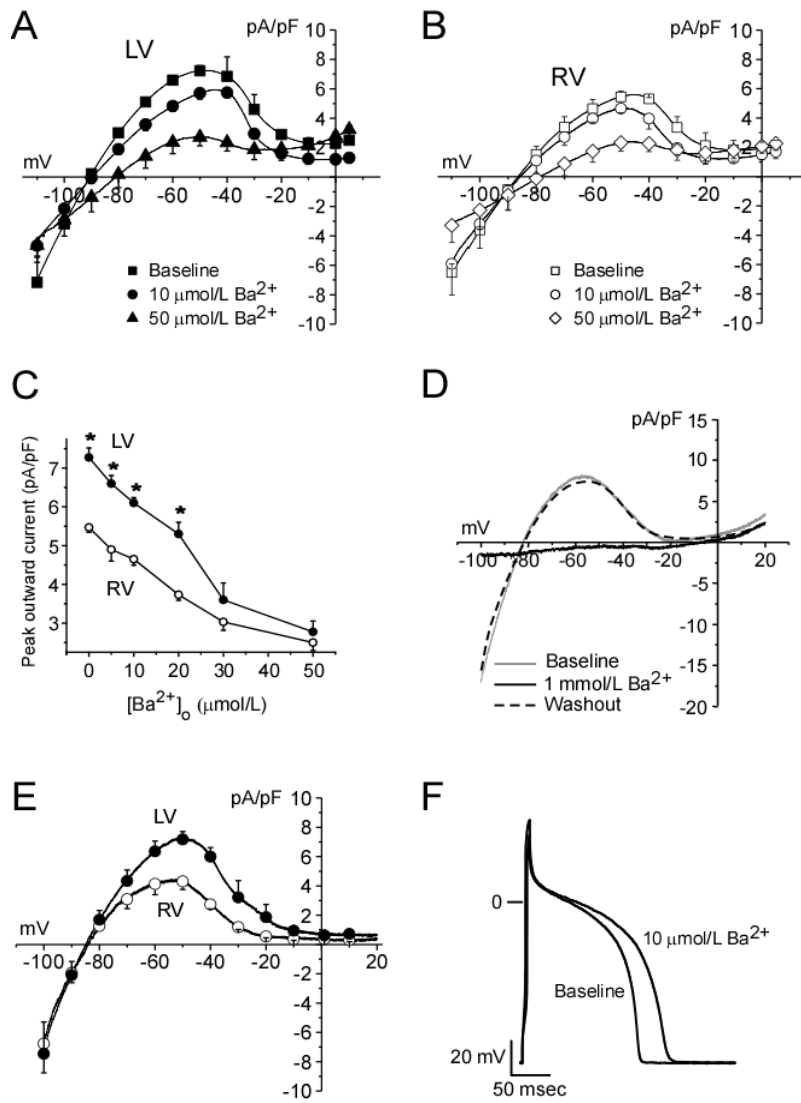 A
LV
pA/pF
10
8
6
4
2
mV
-100 -80 -60 -40 -20 0
-2
-4
-6
-8
-10
Baseline
10 μmol/L Ba2+
50 μmol/L Ba2+
B
RV
pA/pF
10
8
6
4
2
mV
-100 -80 -60 -40 -20 0
-2
-4
-6
-8
-10
Baseline
10 μmol/L Ba2+
50 μmol/L Ba2+
C
Peak outward current (pA/pF)
7
6
5
4
3
* LV
*
*
*
RV
0 10 20 30 40 50
[Ba2+]o (μmol/L)
D
pA/pF
15
10
5
mV
-100 -80 -60 -40 -20 0 20
-5
-10
-15
-20
Baseline
1 mmol/L Ba2+
Washout
E
LV
RV
pA/pF
10
8
6
4
2
mV
-100 -80 -60 -40 -20 0 20
-2
-4
-6
-8
-10
F
0
10 μmol/L Ba2+
Baseline
20 mV
50 msec